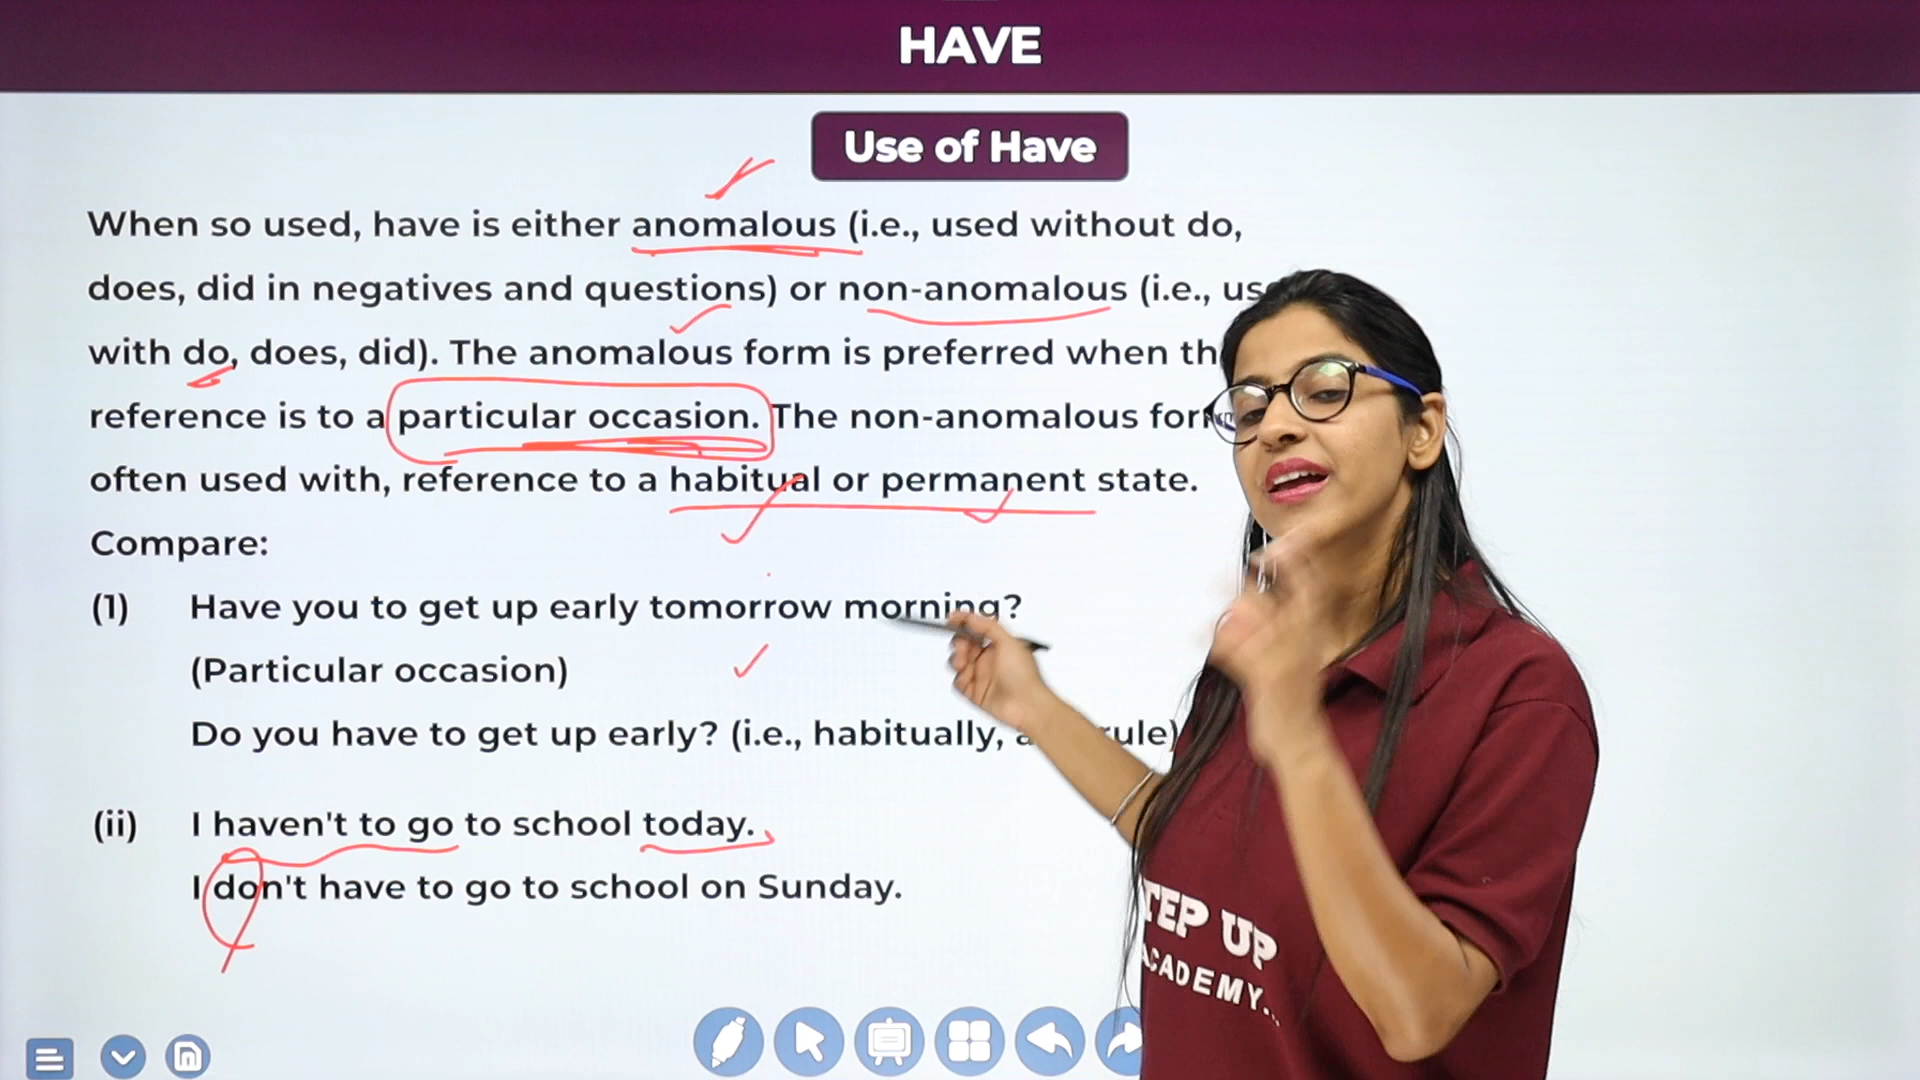 HAVE
Use of Have
When so used, have is either anomalous (i.e., used without do,
does, did in negatives and questions) or non-anomalous (i.e.,
with do, does, did). The anomalous form is preferred when
reference is to a particular occasion. The non-anomalous
often used with, reference to a habitual or permanent state.
Compare:
(1) Have you to get up early tomorrow morning?
(Particular occasion)
Do you have to get up early? (i.e., habitually,
(ii) I haven't to go to school today.
I don't have to go to school on Sunday.
TEP UP
ACADEMY...